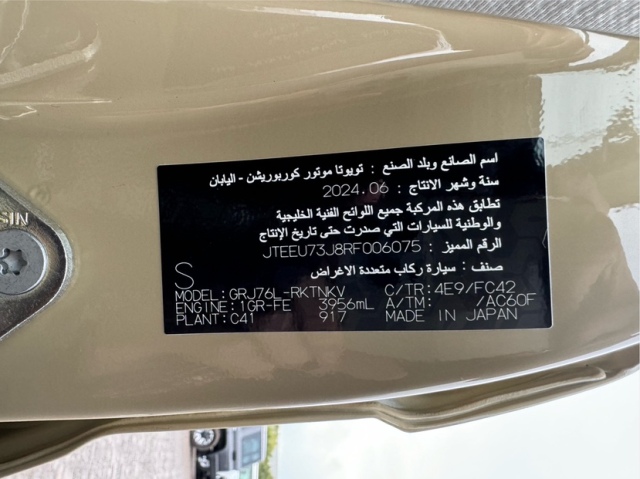 اسم الصانع وبلد الصنع : تويوتا موتور كوربوريشن - اليابان
سنة وشهر الانتاج : 2024.06
تطابق هذه المركبة جميع اللوائح الفنية الخليجية
والوطنية للسيارات التي صدرت حتى تاريخ الإنتاج
الرقم المميز : JTEEU73J8RF006075
صنف : سيارة ركاب متعددة الاغراض
S
MODEL:GRJ76L-RKTNKV C/TR:4E9/FC42
ENGINE:1GR-FE 3956mL A/TM: /AC60F
PLANT:C41 917 MADE IN JAPAN